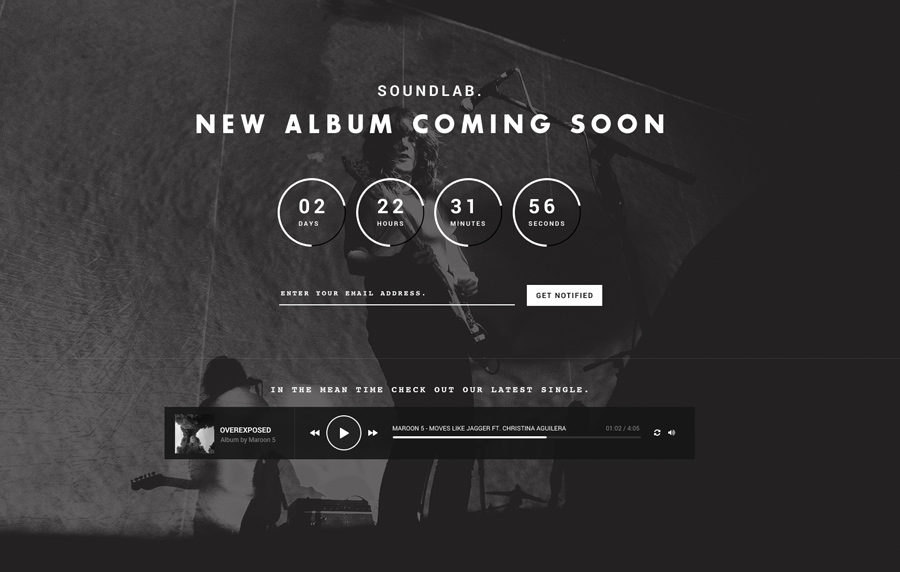 SOUNDLAB.
NEW ALBUM COMING SOON
02 22 31 56
DAYS HOURS MINUTES SECONDS
ENTER YOUR EMAIL ADDRESS.
GET NOTIFIED
IN THE MEAN TIME CHECK OUT OUR LATEST SINGLE.
OVEREXPOSED
Album by Maroon 5
MAROON 5 - MOVES LIKE JAGGER FT. CHRISTINA AGUILERA
01:02 / 4:05